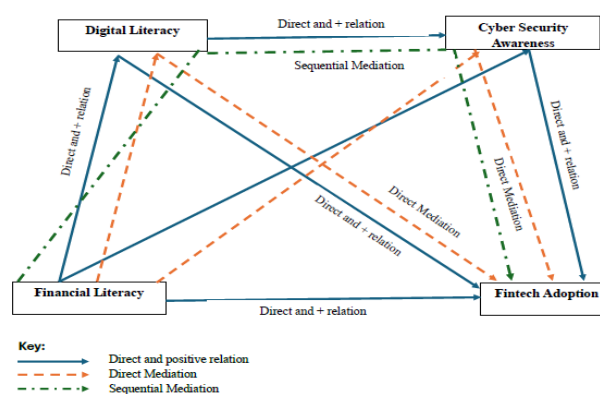 Direct and + relation
Digital Literacy
Cyber Security
Awareness
Sequential Mediation
Direct and + relation
Direct and + relation
Direct Mediation
Direct Mediation
Direct and + relation
Financial Literacy
Fintech Adoption
Direct and + relation
Key:
Direct and positive relation
Direct Mediation
Sequential Mediation